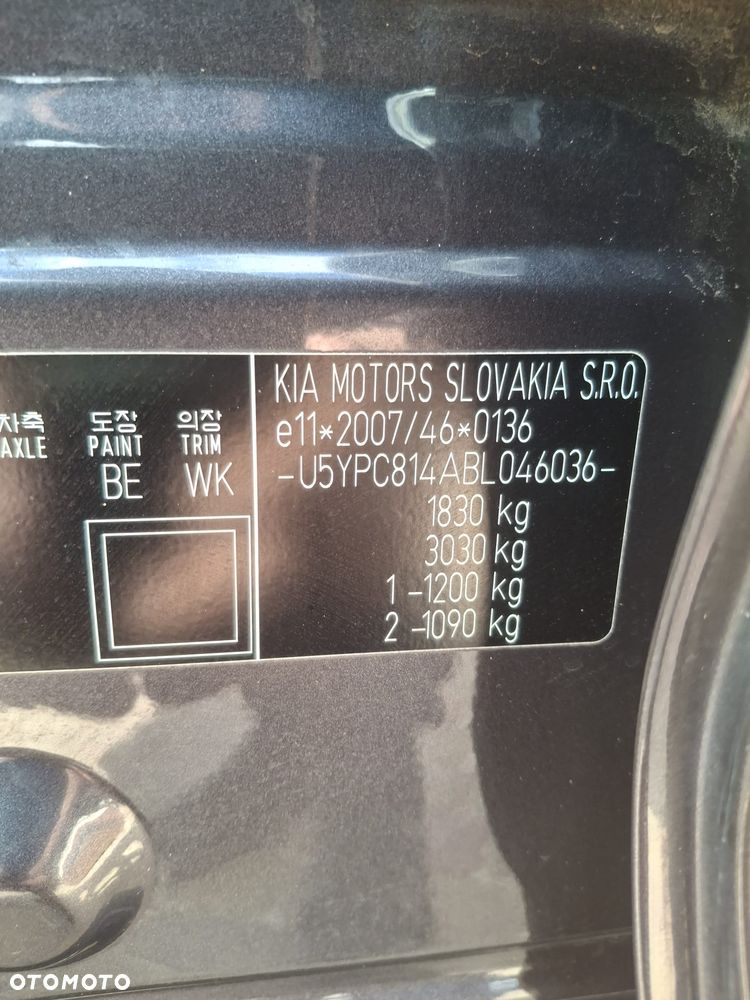 차축 도장 의장
AXLE PAINT TRIM
BE WK
KIA MOTORS SLOVAKIA S.R.O.
e11*2007/46*0136
-U5YPC814ABL046036-
1830 kg
3030 kg
1 -1200 kg
2 -1090 kg
OTOMOTO